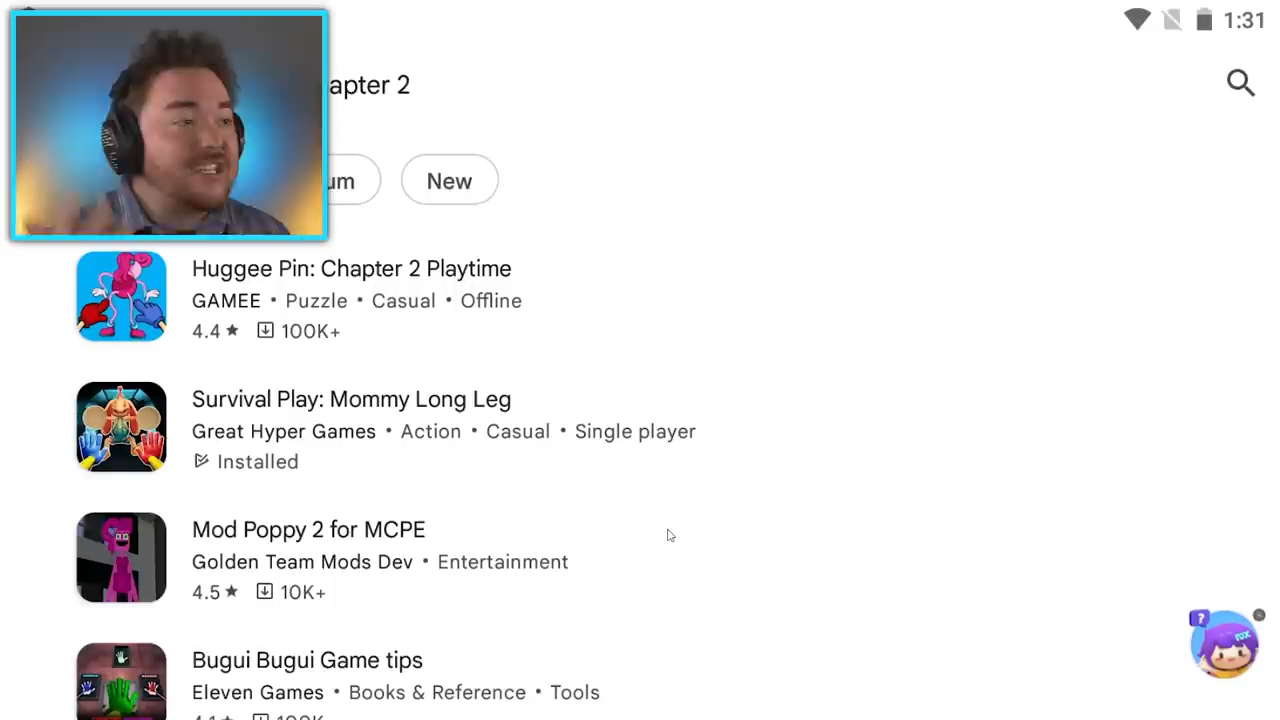 1:31
apter 2
um
New
Huggee Pin: Chapter 2 Playtime
GAMEE • Puzzle • Casual • Offline
4.4 ★ 100K+
Survival Play: Mommy Long Leg
Great Hyper Games • Action • Casual • Single player
Installed
Mod Poppy 2 for MCPE
Golden Team Mods Dev • Entertainment
4.5 ★ 10K+
?
nox
Bugui Bugui Game tips
Eleven Games • Books & Reference • Tools